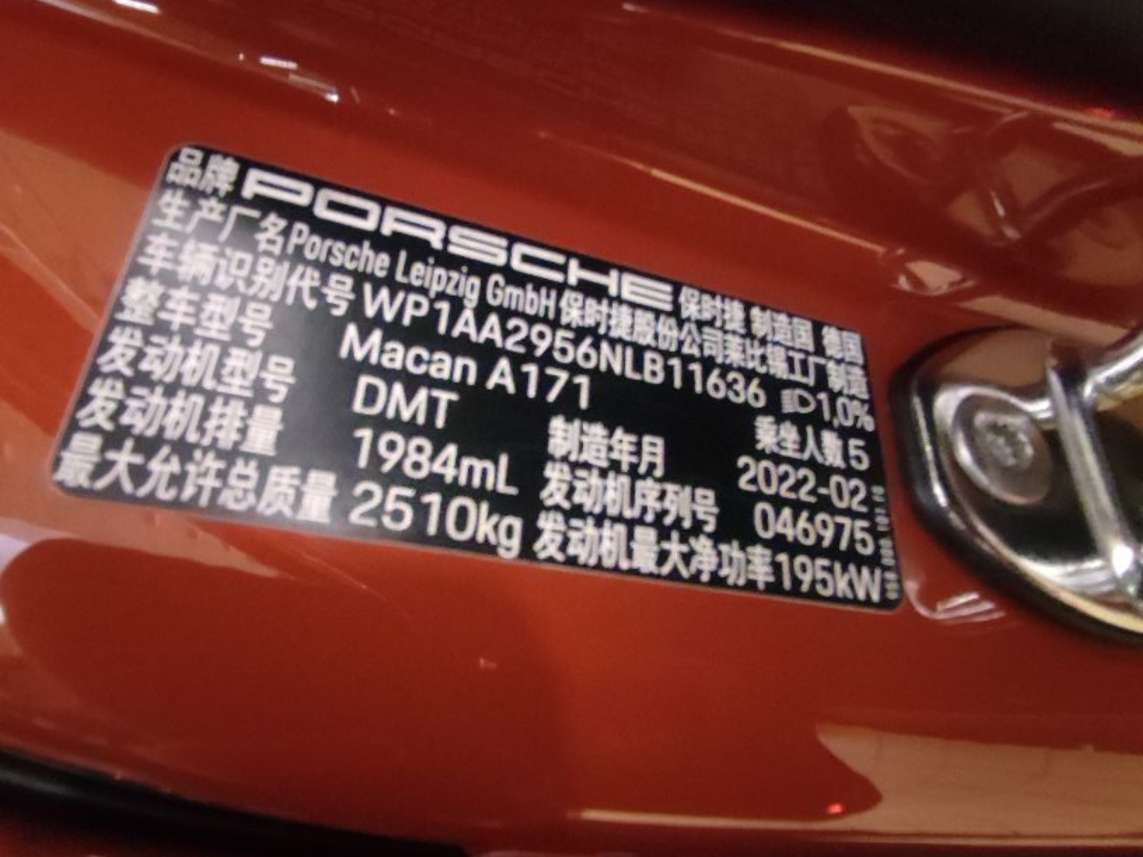 品牌 PORSCHE 保时捷 制造国 德国
生产厂名 Porsche Leipzig GmbH 保时捷股份公司莱比锡工厂制造
车辆识别代号 WP1AA2956NLB11636 1,0%
整车型号 Macan A171 乘坐人数 5
发动机型号 DMT 制造年月 2022-02
发动机排量 1984mL 发动机序列号 046975
最大允许总质量 2510kg 发动机最大净功率 195kW